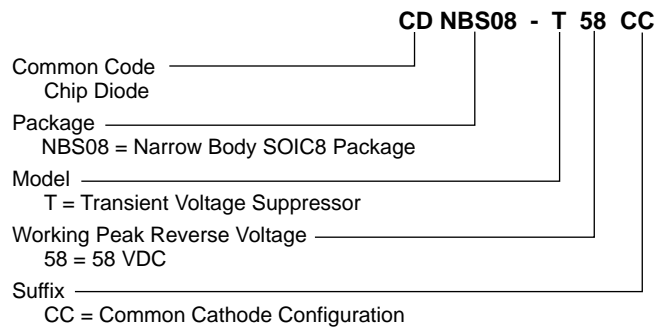 CD NBS08 - T 58 CC
Common Code
Chip Diode
Package
NBS08 = Narrow Body SOIC8 Package
Model
T = Transient Voltage Suppressor
Working Peak Reverse Voltage
58 = 58 VDC
Suffix
CC = Common Cathode Configuration